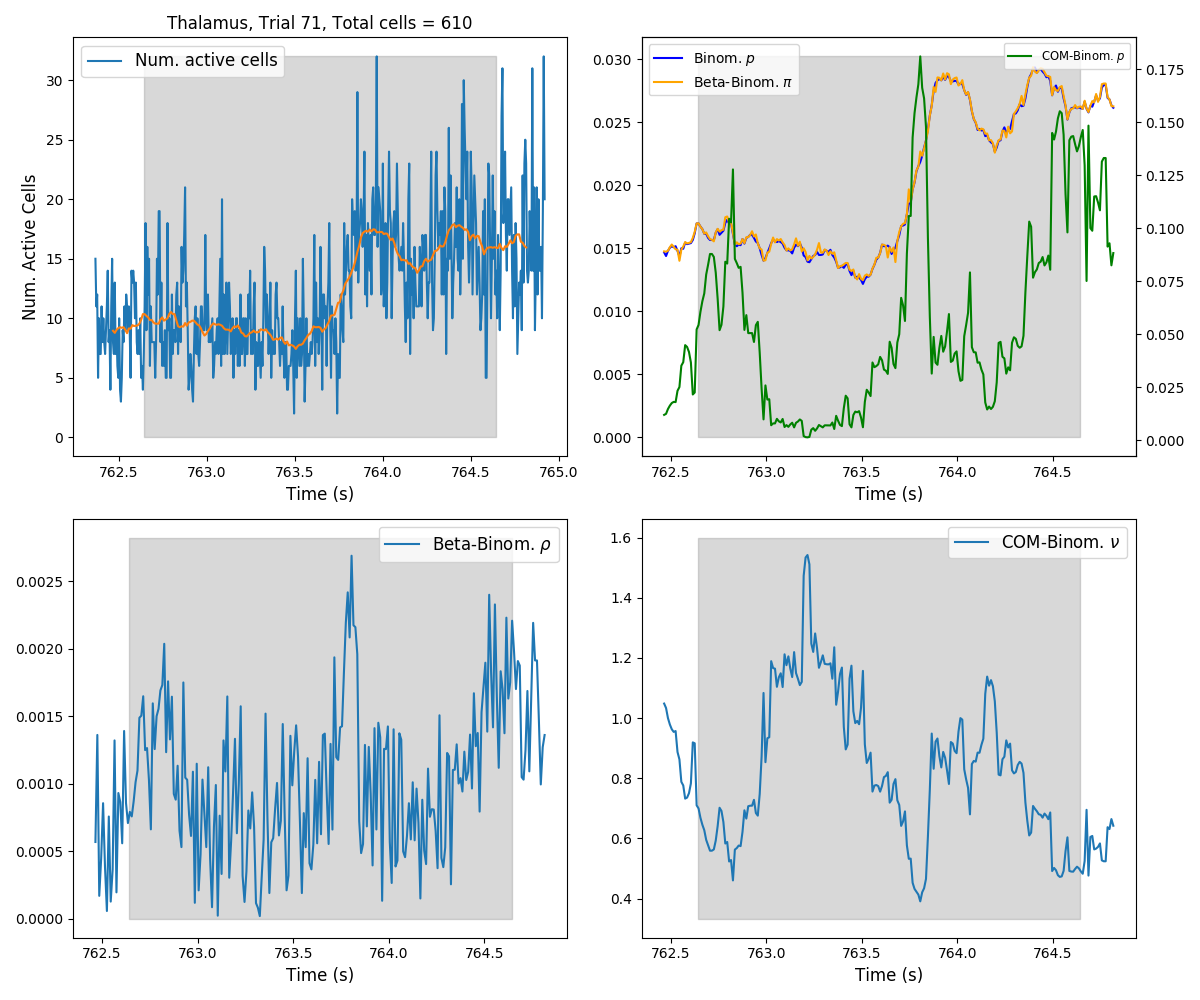 Thalamus, Trial 71, Total cells = 610
Num. active cells
30
25
20
15
10
5
0
Num. Active Cells
762.5 763.0 763.5 764.0 764.5 765.0
Time (s)
Binom. p
Beta-Binom. π
COM-Binom. p
0.030
0.025
0.020
0.015
0.010
0.005
0.000
0.175
0.150
0.125
0.100
0.075
0.050
0.025
0.000
762.5 763.0 763.5 764.0 764.5
Time (s)
Beta-Binom. ρ
0.0025
0.0020
0.0015
0.0010
0.0005
0.0000
762.5 763.0 763.5 764.0 764.5
Time (s)
COM-Binom. ν
1.6
1.4
1.2
1.0
0.8
0.6
0.4
762.5 763.0 763.5 764.0 764.5
Time (s)